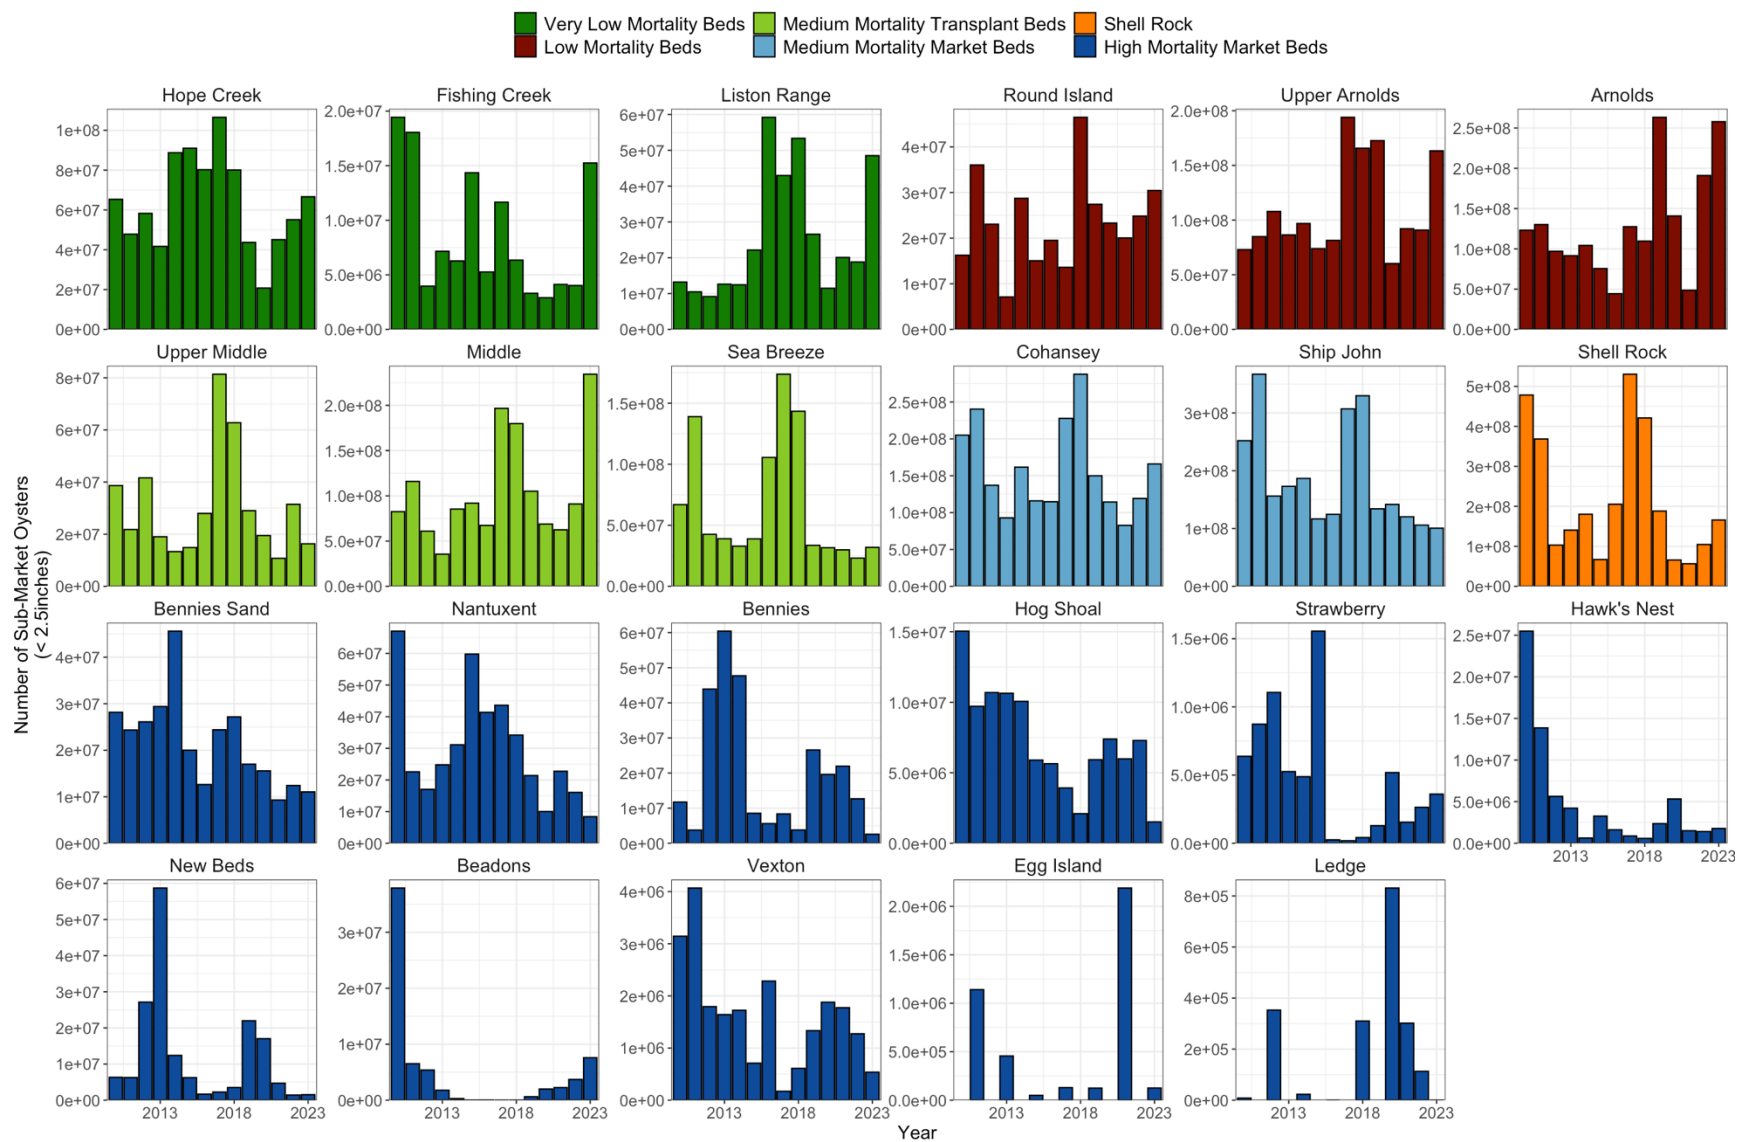 Very Low Mortality Beds Medium Mortality Transplant Beds Shell Rock
Low Mortality Beds Medium Mortality Market Beds High Mortality Market Beds
Hope Creek Fishing Creek Liston Range Round Island Upper Arnolds Arnolds
1e+08 8e+07 6e+07 4e+07 2e+07 0e+00
2.0e+07 1.5e+07 1.0e+07 5.0e+06 0.0e+00
6e+07 5e+07 4e+07 3e+07 2e+07 1e+07 0e+00
4e+07 3e+07 2e+07 1e+07 0e+00
2.0e+08 1.5e+08 1.0e+08 5.0e+07 0.0e+00
2.5e+08 2.0e+08 1.5e+08 1.0e+08 5.0e+07 0.0e+00
Upper Middle Middle Sea Breeze Cohansey Ship John Shell Rock
8e+07 6e+07 4e+07 2e+07 0e+00
2.0e+08 1.5e+08 1.0e+08 5.0e+07 0.0e+00
1.5e+08 1.0e+08 5.0e+07 0.0e+00
2.5e+08 2.0e+08 1.5e+08 1.0e+08 5.0e+07 0.0e+00
3e+08 2e+08 1e+08 0e+00
5e+08 4e+08 3e+08 2e+08 1e+08 0e+00
Number of Sub-Market Oysters
(< 2.5inches)
Bennies Sand Nantuxent Bennies Hog Shoal Strawberry Hawk's Nest
4e+07 3e+07 2e+07 1e+07 0e+00
6e+07 5e+07 4e+07 3e+07 2e+07 1e+07 0e+00
6e+07 5e+07 4e+07 3e+07 2e+07 1e+07 0e+00
1.5e+07 1.0e+07 5.0e+06 0.0e+00
1.5e+06 1.0e+06 5.0e+05 0.0e+00
2.5e+07 2.0e+07 1.5e+07 1.0e+07 5.0e+06 0.0e+00
2013 2018 2023
New Beds Beadons Vexton Egg Island Ledge
6e+07 5e+07 4e+07 3e+07 2e+07 1e+07 0e+00
3e+07 2e+07 1e+07 0e+00
4e+06 3e+06 2e+06 1e+06 0e+00
2.0e+06 1.5e+06 1.0e+06 5.0e+05 0.0e+00
8e+05 6e+05 4e+05 2e+05 0e+00
2013 2018 2023 2013 2018 2023 2013 2018 2023 2013 2018 2023 2013 2018 2023
Year